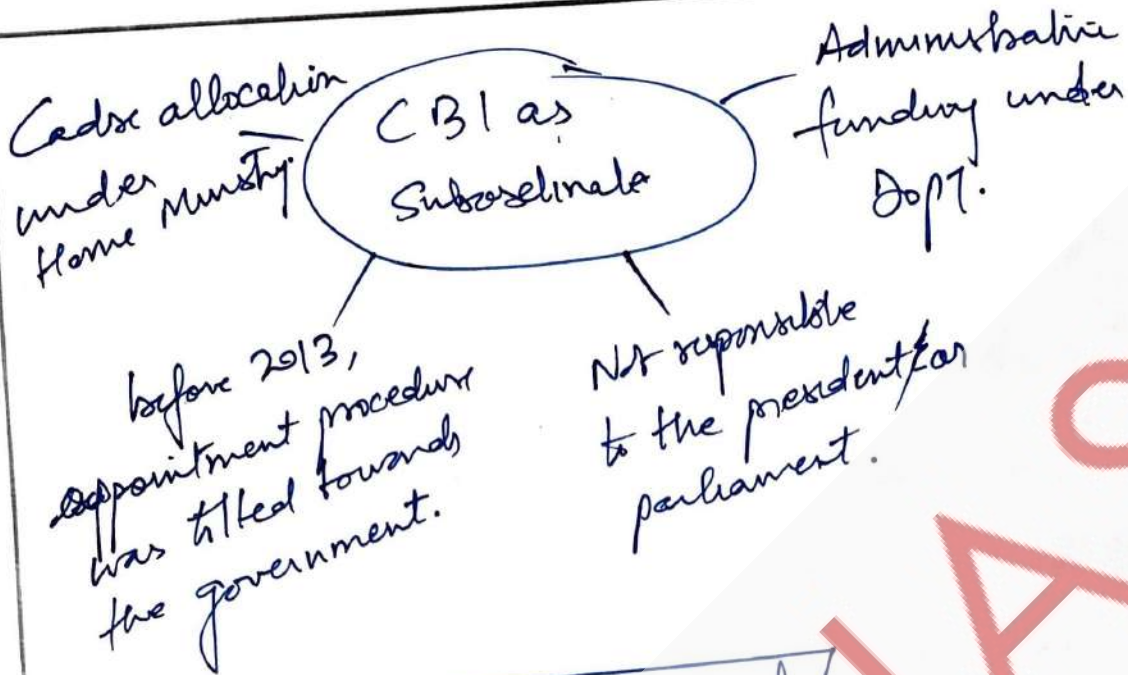 CBI as
Subordinate
Cadre allocation
under
Home Ministry.
Administrative
funding under
DoPT.
before 2013,
appointment procedure
was tilted towards
the government.
Not responsible
to the president/or
parliament.